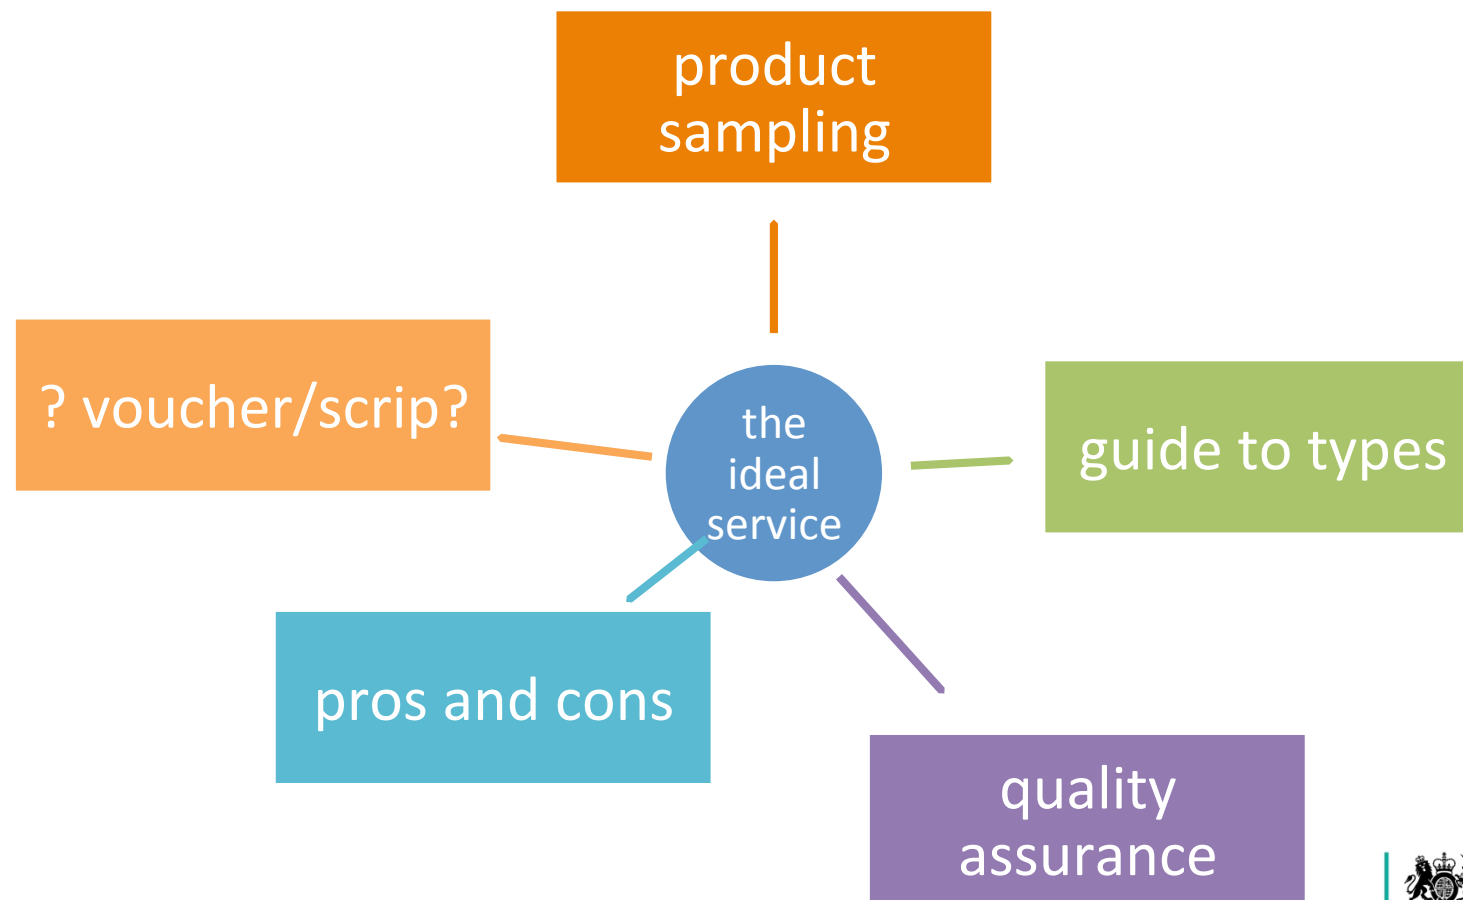 product
sampling
? voucher/scrip?
the
ideal
service
guide to types
pros and cons
quality
assurance